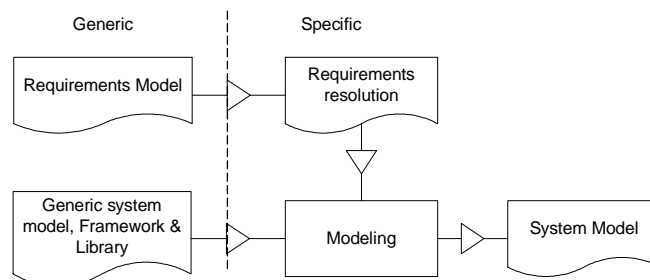 Generic
Specific
Requirements Model
Requirements
resolution
Generic system
model, Framework &
Library
Modeling
System Model